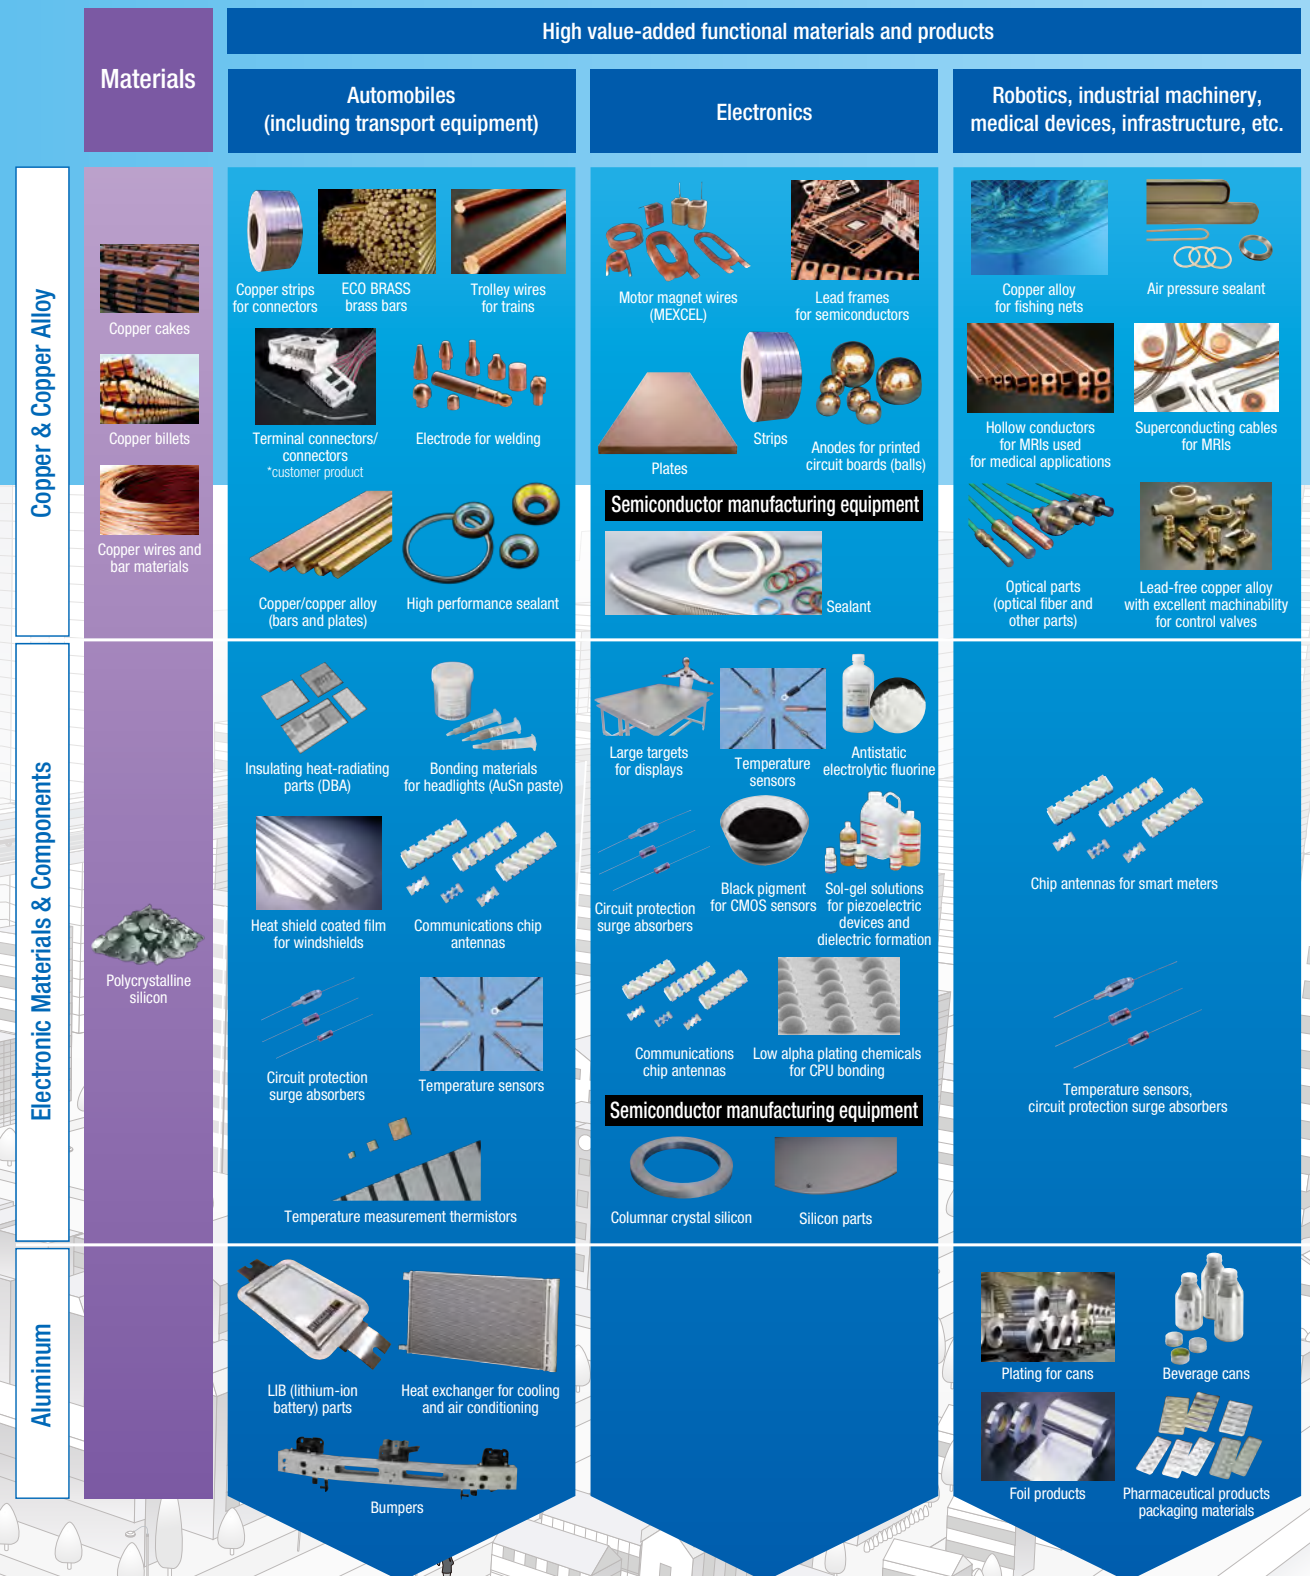 High value-added functional materials and products
Materials
Automobiles
(including transport equipment)
Electronics
Robotics, industrial machinery,
medical devices, infrastructure, etc.
Copper & Copper Alloy
Copper cakes
Copper billets
Copper wires and
bar materials
Copper strips
for connectors
ECO BRASS
brass bars
Trolley wires
for trains
Terminal connectors/
connectors
*customer product
Electrode for welding
Copper/copper alloy
(bars and plates)
High performance sealant
Motor magnet wires
(MEXCEL)
Lead frames
for semiconductors
Plates
Strips
Anodes for printed
circuit boards (balls)
Semiconductor manufacturing equipment
Sealant
Copper alloy
for fishing nets
Air pressure sealant
Hollow conductors
for MRIs used
for medical applications
Superconducting cables
for MRIs
Optical parts
(optical fiber and
other parts)
Lead-free copper alloy
with excellent machinability
for control valves
Electronic Materials & Components
Polycrystalline
silicon
Insulating heat-radiating
parts (DBA)
Bonding materials
for headlights (AuSn paste)
Heat shield coated film
for windshields
Communications chip
antennas
Circuit protection
surge absorbers
Temperature sensors
Temperature measurement thermistors
Large targets
for displays
Temperature
sensors
Antistatic
electrolytic fluorine
Circuit protection
surge absorbers
Black pigment
for CMOS sensors
Sol-gel solutions
for piezoelectric
devices and
dielectric formation
Communications
chip antennas
Low alpha plating chemicals
for CPU bonding
Semiconductor manufacturing equipment
Columnar crystal silicon
Silicon parts
Chip antennas for smart meters
Temperature sensors,
circuit protection surge absorbers
Aluminum
LIB (lithium-ion
battery) parts
Heat exchanger for cooling
and air conditioning
Bumpers
Plating for cans
Beverage cans
Foil products
Pharmaceutical products
packaging materials